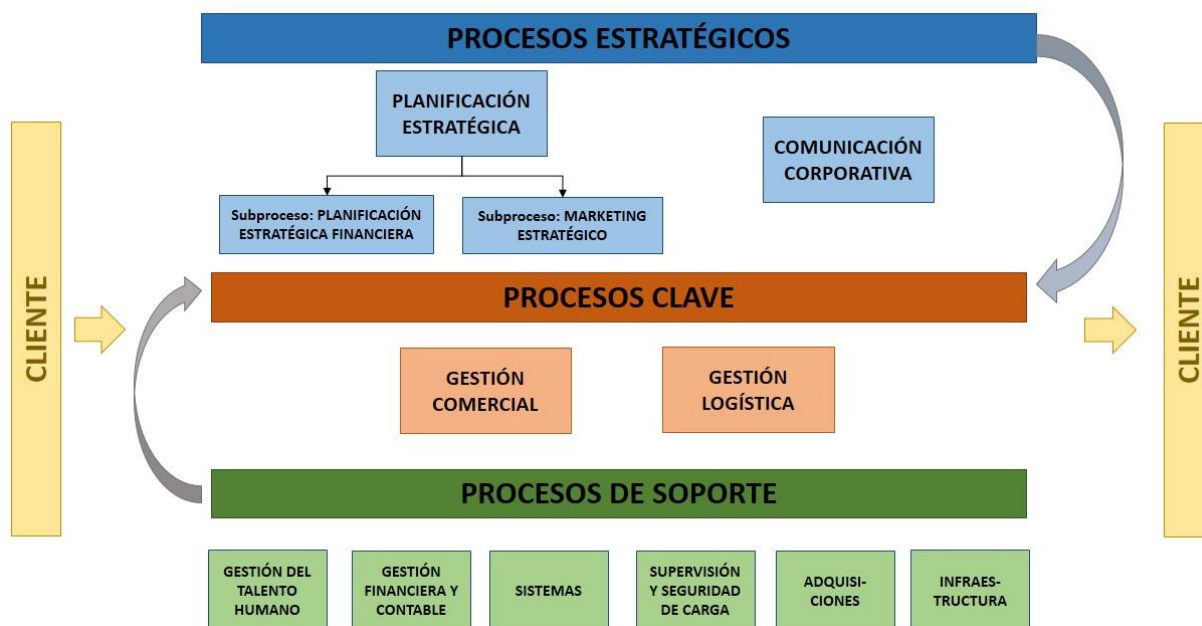 PROCESOS ESTRATÉGICOS
PLANIFICACIÓN
ESTRATÉGICA
COMUNICACIÓN
CORPORATIVA
Subproceso: PLANIFICACIÓN
ESTRATÉGICA FINANCIERA
Subproceso: MARKETING
ESTRATÉGICO
CLIENTE
PROCESOS CLAVE
CLIENTE
GESTIÓN
COMERCIAL
GESTIÓN
LOGÍSTICA
PROCESOS DE SOPORTE
GESTIÓN DEL
TALENTO
HUMANO
GESTIÓN
FINANCIERA Y
CONTABLE
SISTEMAS
SUPERVISIÓN
Y SEGURIDAD
DE CARGA
ADQUISI-
CIONES
INFRAES-
TRUCTURA